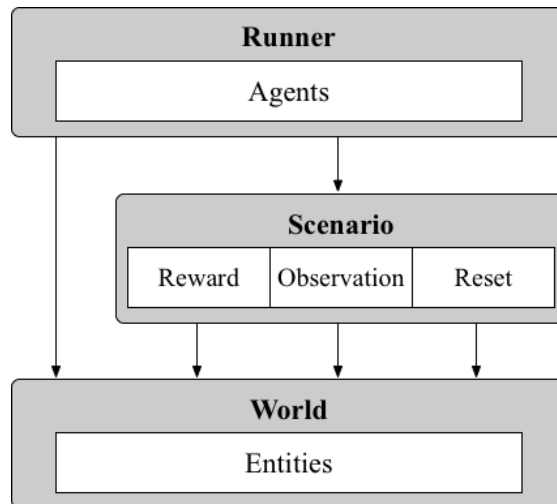 Runner
Agents
Scenario
Reward Observation Reset
World
Entities